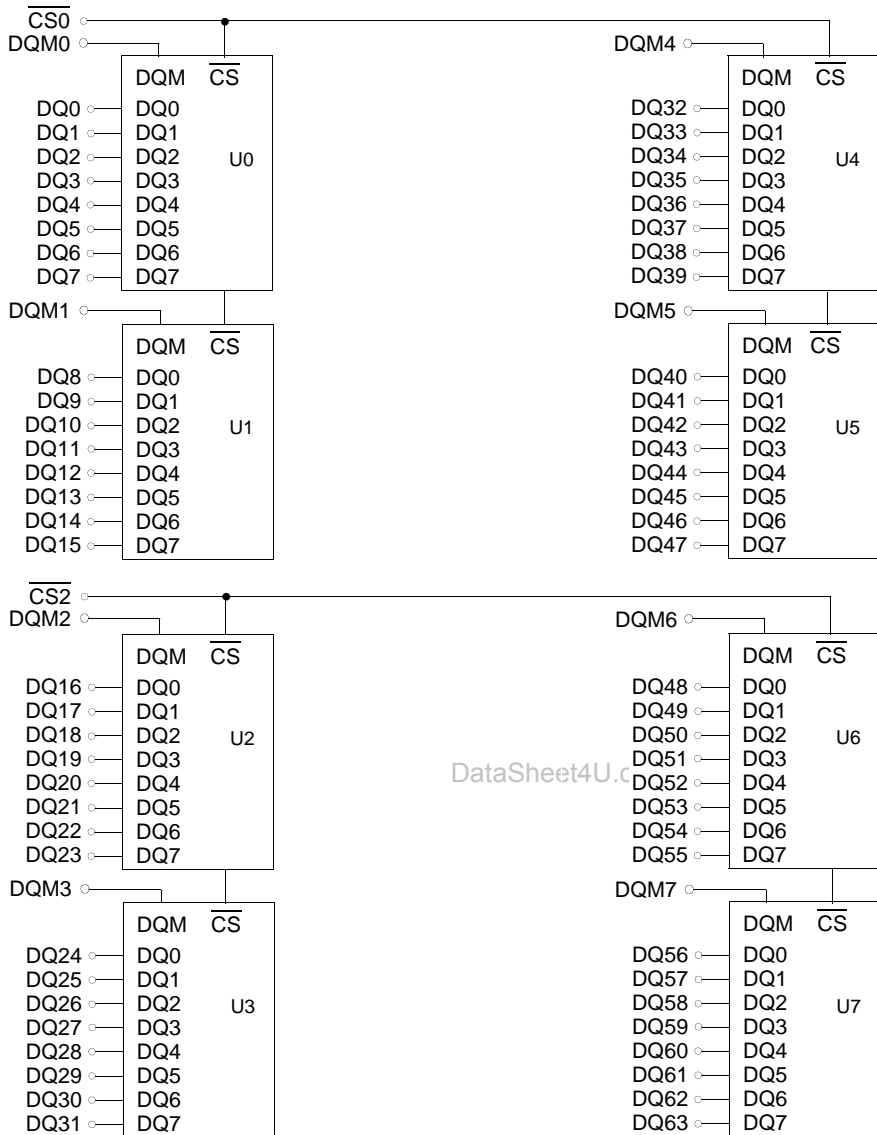 CS0
DQM0
DQM CS
DQ0 DQ0
DQ1 DQ1
DQ2 DQ2
U0
DQ3 DQ3
DQ4 DQ4
DQ5 DQ5
DQ6 DQ6
DQ7 DQ7
DQM4
DQM CS
DQ32 DQ0
DQ33 DQ1
DQ34 DQ2
U4
DQ35 DQ3
DQ36 DQ4
DQ37 DQ5
DQ38 DQ6
DQ39 DQ7
DQM1
DQM CS
DQ8 DQ0
DQ9 DQ1
DQ10 DQ2
U1
DQ11 DQ3
DQ12 DQ4
DQ13 DQ5
DQ14 DQ6
DQ15 DQ7
DQM5
DQM CS
DQ40 DQ0
DQ41 DQ1
DQ42 DQ2
U5
DQ43 DQ3
DQ44 DQ4
DQ45 DQ5
DQ46 DQ6
DQ47 DQ7
CS2
DQM2
DQM CS
DQ16 DQ0
DQ17 DQ1
DQ18 DQ2
U2
DQ19 DQ3
DQ20 DQ4
DQ21 DQ5
DQ22 DQ6
DQ23 DQ7
DQM6
DQM CS
DQ48 DQ0
DQ49 DQ1
DQ50 DQ2
U6
DQ51 DQ3
DQ52 DQ4
DQ53 DQ5
DQ54 DQ6
DQ55 DQ7
DataSheet4U.c
DQM3
DQM CS
DQ24 DQ0
DQ25 DQ1
DQ26 DQ2
U3
DQ27 DQ3
DQ28 DQ4
DQ29 DQ5
DQ30 DQ6
DQ31 DQ7
DQM7
DQM CS
DQ56 DQ0
DQ57 DQ1
DQ58 DQ2
U7
DQ59 DQ3
DQ60 DQ4
DQ61 DQ5
DQ62 DQ6
DQ63 DQ7